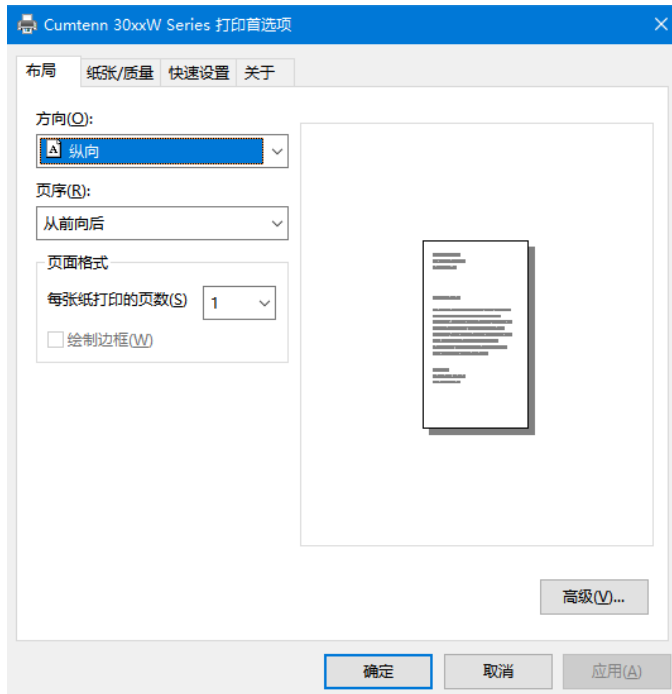 Cumtenn 30xxW Series 打印首选项
布局 纸张/质量 快速设置 关于
方向(O):
A 纵向
页序(R):
从前向后
页面格式
每张纸打印的页数(S) 1
绘制边框(W)
高级(V)...
确定 取消 应用(A)